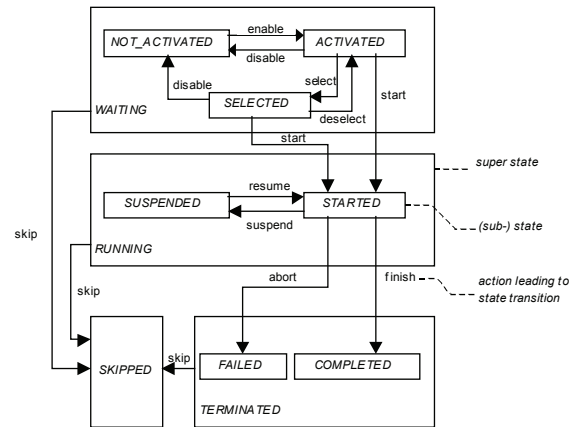 NOT_ACTIVATED
enable
ACTIVATED
disable
disable
select
SELECTED
start
WAITING
deselect
start
super state
SUSPENDED
resume
STARTED
suspend
(sub-) state
skip
RUNNING
skip
abort
finish
action leading to
state transition
SKIPPED
skip
FAILED
COMPLETED
TERMINATED